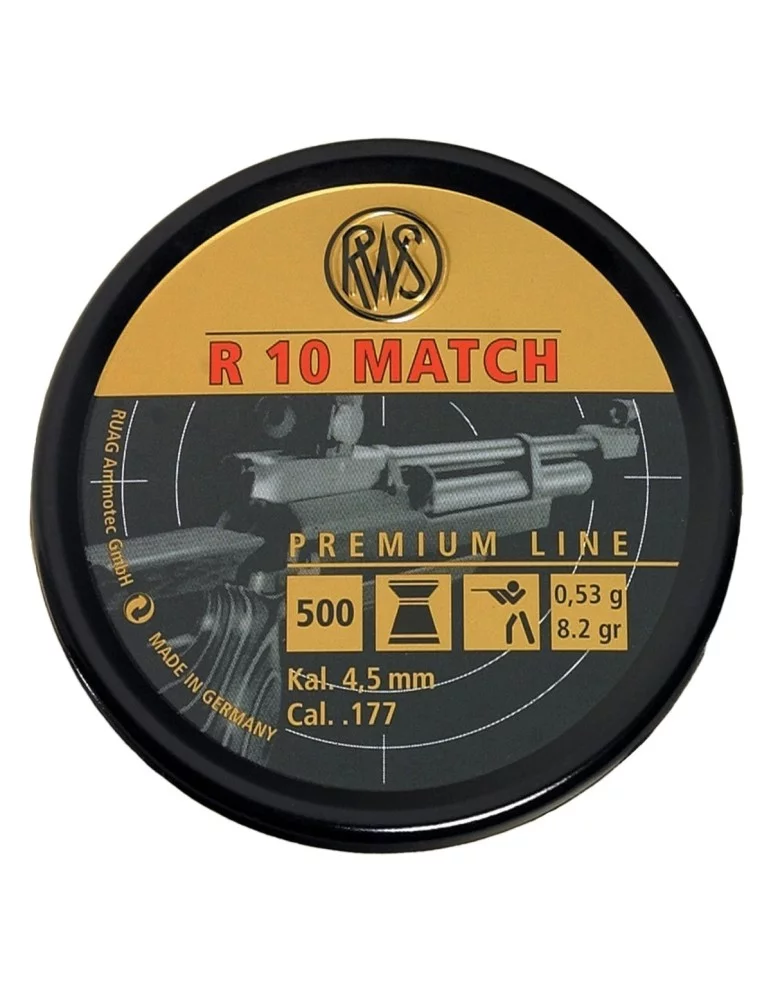 RWS
R 10 MATCH
PREMIUM LINE
500
0,53 g
8.2 gr
Kal. 4,5 mm
Cal. .177
RUAG Ammotec GmbH
MADE IN GERMANY